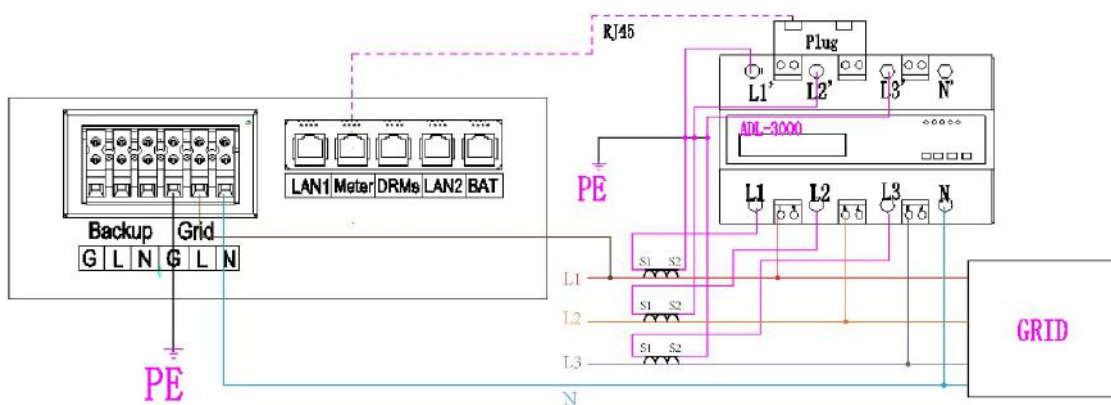 RJ45
Plug
L1' L2' L3' N'
ADL-3000
PE
L1 L2 L3 N
LAN1 Meter DRMs LAN2 BAT
Backup Grid
G L N G L N
S1 S2
L1
S1 S2
L2
GRID
S1 S2
L3
PE
N